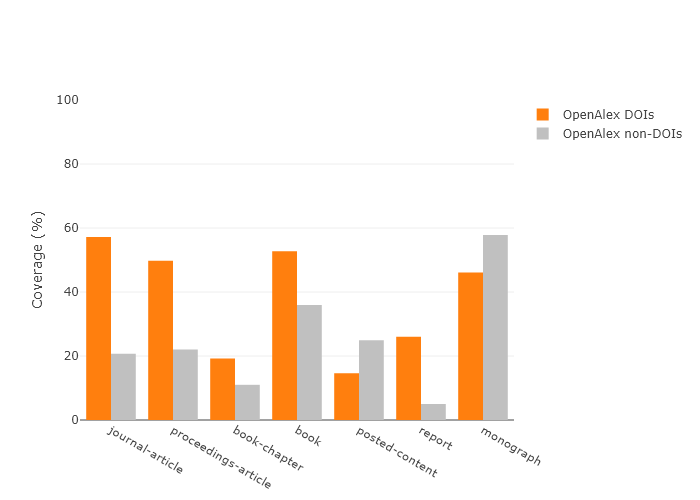 100
80
60
40
20
0
Coverage (%)
journal-article
proceedings-article
book-chapter
book
posted-content
report
monograph
OpenAlex DOIs
OpenAlex non-DOIs